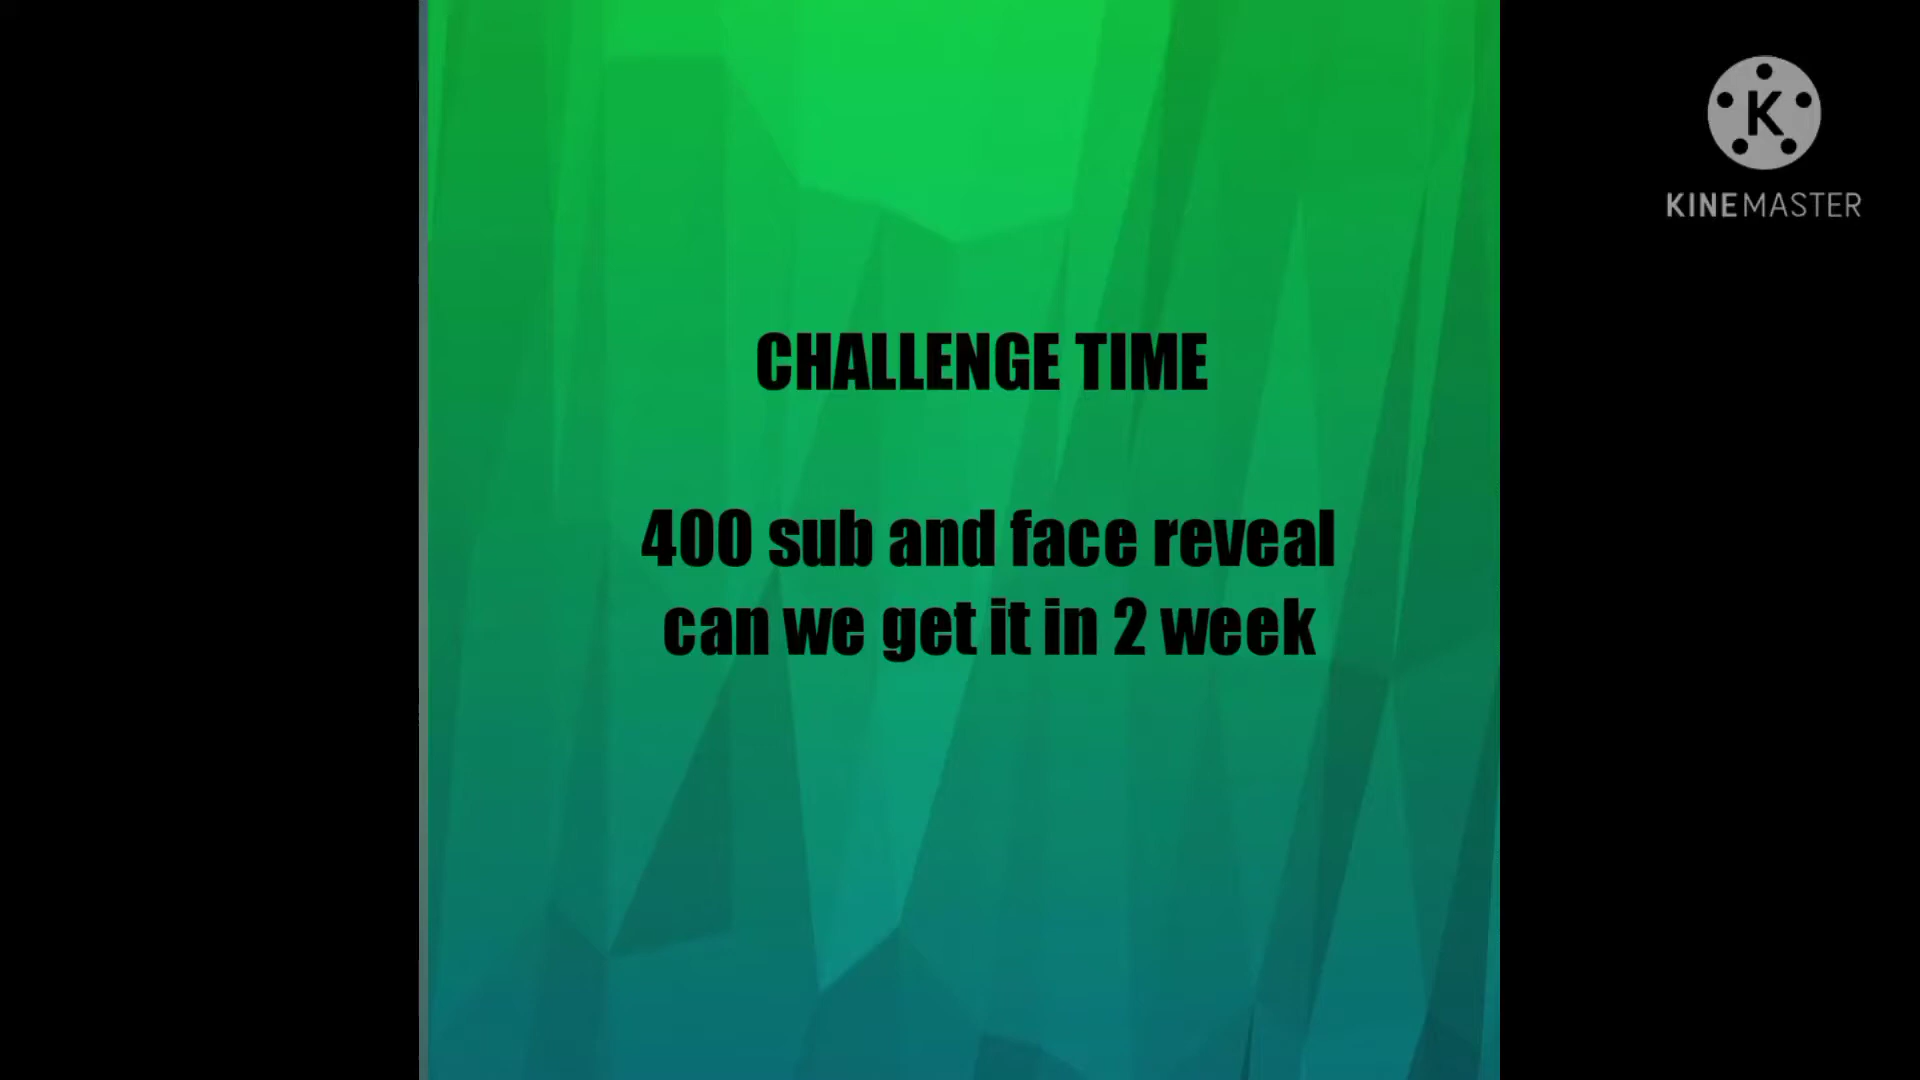 K
KINEMASTER
CHALLENGE TIME
400 sub and face reveal
can we get it in 2 week